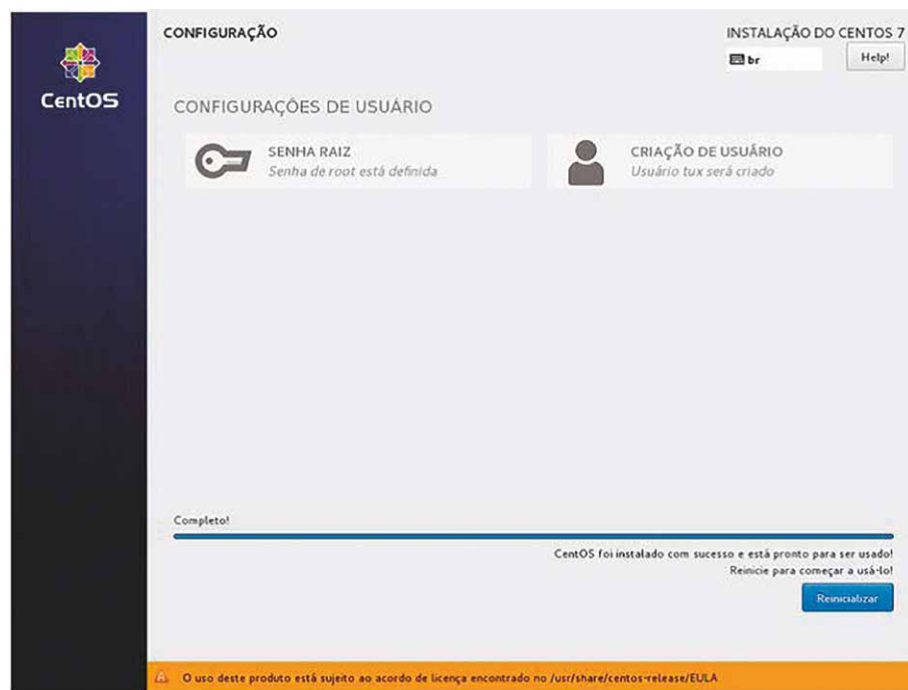 CentOS
CONFIGURAÇÃO
INSTALAÇÃO DO CENTOS 7
br
Help!
CONFIGURAÇÕES DE USUÁRIO
SENHA RAIZ
Senha de root está definida
CRIAÇÃO DE USUÁRIO
Usuário tux será criado
Completo!
CentOS foi instalado com sucesso e está pronto para ser usado!
Reinicie para começar a usá-lo!
Reinicializar
O uso deste produto está sujeito ao acordo de licença encontrado no /usr/share/centos-release/EULA